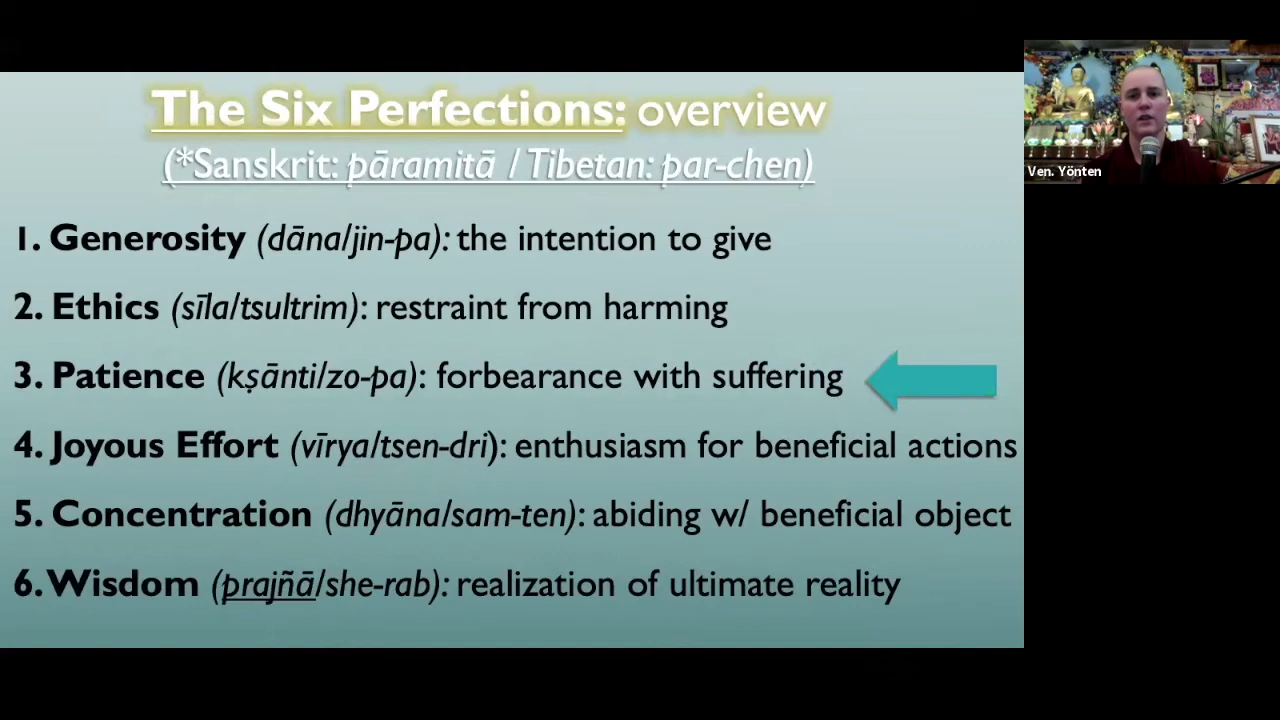 The Six Perfections: overview
(*Sanskrit: pāramitā / Tibetan: par-chen)
1. Generosity (dāna/jin-pa): the intention to give
2. Ethics (sīla/tsultrim): restraint from harming
3. Patience (kṣānti/zo-pa): forbearance with suffering
4. Joyous Effort (vīrya/tsen-dri): enthusiasm for beneficial actions
5. Concentration (dhyāna/sam-ten): abiding w/ beneficial object
6. Wisdom (prajñā/she-rab): realization of ultimate reality
Ven. Yönten